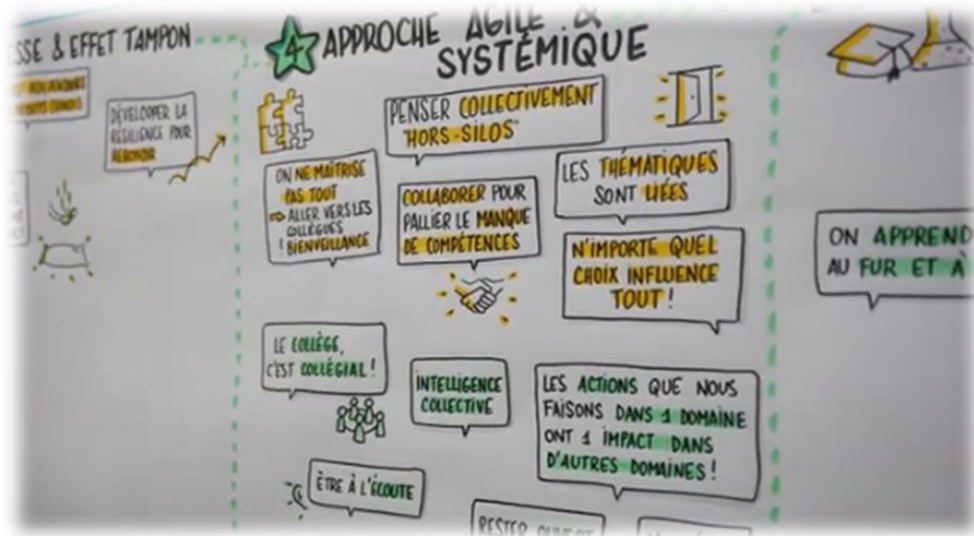 SSE & EFFET TAMPON
DÉVELOPPER LA
RÉSILIENCE POUR
REBONDIR
4 APPROCHE AGILE &
SYSTÉMIQUE
PENSER COLLECTIVEMENT
"HORS-SILOS"
ON NE MAÎTRISE
PAS TOUT
⇒ ALLER VERS LES
COLLÈGUES
! BIENVEILLANCE
COLLABORER POUR
PALLIER LE MANQUE
DE COMPÉTENCES
LES THÉMATIQUES
SONT LIÉES
N'IMPORTE QUEL
CHOIX INFLUENCE
TOUT !
LE COLLÈGE,
C'EST COLLÉGIAL !
INTELLIGENCE
COLLECTIVE
LES ACTIONS QUE NOUS
FAISONS DANS 1 DOMAINE
ONT 1 IMPACT DANS
D'AUTRES DOMAINES !
ÊTRE À L'ÉCOUTE
RESTER OUVERT
ON APPREND
AU FUR ET À